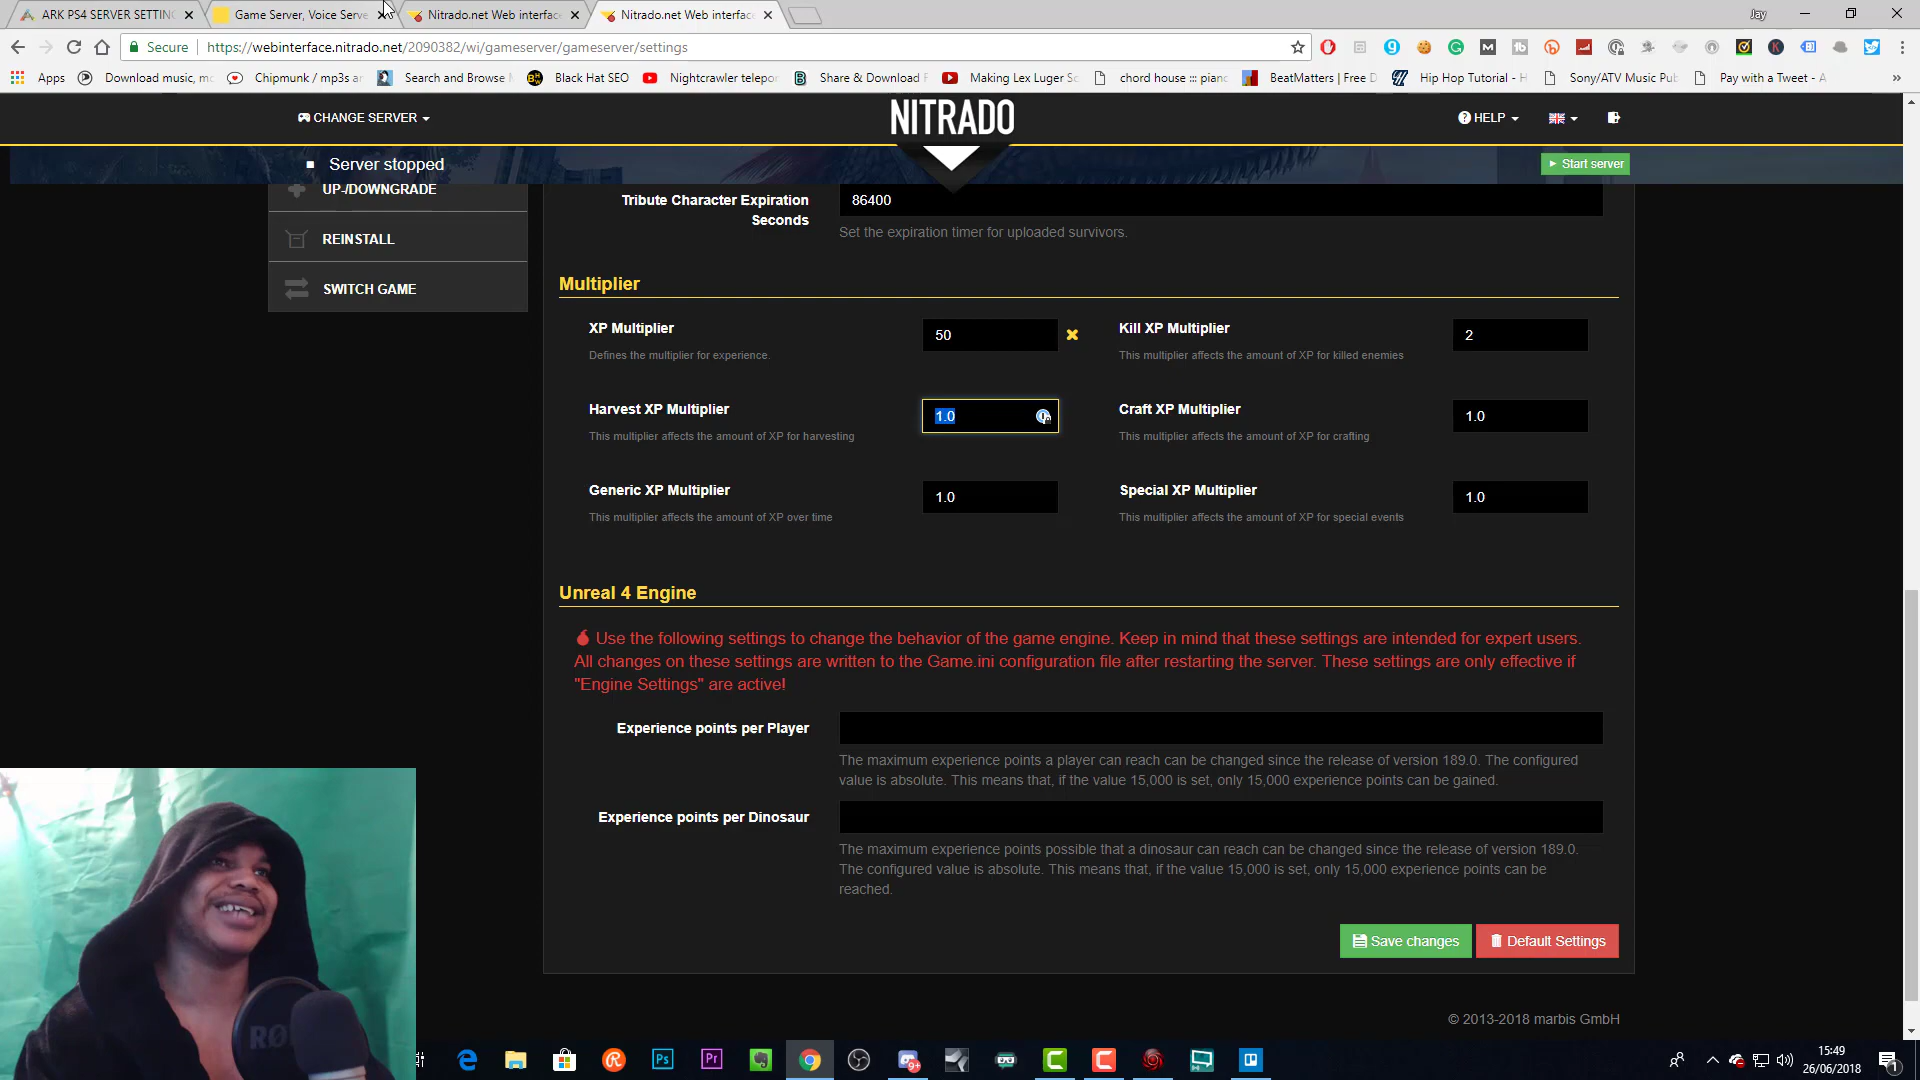 ARK PS4 SERVER SETTING
Game Server, Voice Serve
Nitrado.net Web interfac
Nitrado.net Web interfac
Jay
Secure
https://webinterface.nitrado.net/2090382/wi/gameserver/gameserver/settings
Apps
Download music, mo
Chipmunk / mp3s ar
Search and Browse
Black Hat SEO
Nightcrawler telepor
Share & Download F
Making Lex Luger So
chord house ::: piano
BeatMatters | Free D
Hip Hop Tutorial - H
Sony/ATV Music Pub
Pay with a Tweet - A
»
CHANGE SERVER
NITRADO
HELP
Server stopped
Start server
UP-/DOWNGRADE
REINSTALL
SWITCH GAME
Tribute Character Expiration
Seconds
86400
Set the expiration timer for uploaded survivors.
Multiplier
XP Multiplier
50
Defines the multiplier for experience.
Kill XP Multiplier
2
This multiplier affects the amount of XP for killed enemies
Harvest XP Multiplier
1.0
This multiplier affects the amount of XP for harvesting
Craft XP Multiplier
1.0
This multiplier affects the amount of XP for crafting
Generic XP Multiplier
1.0
This multiplier affects the amount of XP over time
Special XP Multiplier
1.0
This multiplier affects the amount of XP for special events
Unreal 4 Engine
Use the following settings to change the behavior of the game engine. Keep in mind that these settings are intended for expert users.
All changes on these settings are written to the Game.ini configuration file after restarting the server. These settings are only effective if
"Engine Settings" are active!
Experience points per Player
The maximum experience points a player can reach can be changed since the release of version 189.0. The configured
value is absolute. This means that, if the value 15,000 is set, only 15,000 experience points can be gained.
Experience points per Dinosaur
The maximum experience points possible that a dinosaur can reach can be changed since the release of version 189.0.
The configured value is absolute. This means that, if the value 15,000 is set, only 15,000 experience points can be
reached.
Save changes
Default Settings
© 2013-2018 marbis GmbH
RØ
Ps
Pr
15:49
26/06/2018
1